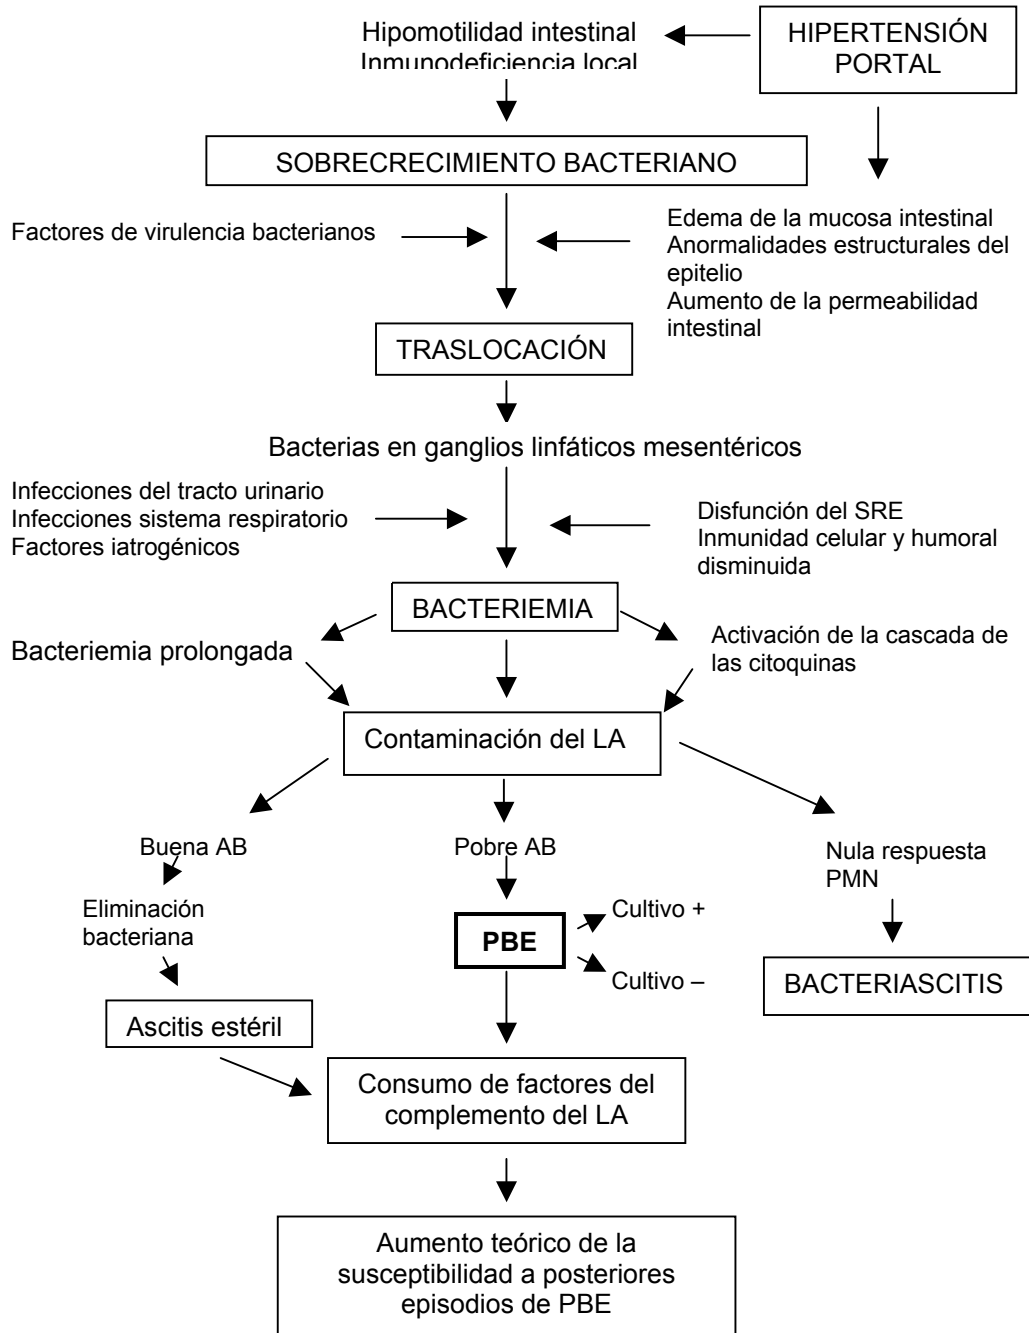 Hipomotilidad intestinal
Inmunodeficiencia local
HIPERTENSIÓN
PORTAL
SOBRECRECIMIENTO BACTERIANO
Factores de virulencia bacterianos
Edema de la mucosa intestinal
Anormalidades estructurales del
epitelio
Aumento de la permeabilidad
intestinal
TRASLOCACIÓN
Bacterias en ganglios linfáticos mesentéricos
Infecciones del tracto urinario
Infecciones sistema respiratorio
Factores iatrogénicos
Disfunción del SRE
Inmunidad celular y humoral
disminuida
BACTERIEMIA
Bacteriemia prolongada
Activación de la cascada de
las citoquinas
Contaminación del LA
Buena AB
Pobre AB
Nula respuesta
PMN
Eliminación
bacteriana
PBE
Cultivo +
Cultivo –
BACTERIASCITIS
Ascitis estéril
Consumo de factores del
complemento del LA
Aumento teórico de la
susceptibilidad a posteriores
episodios de PBE